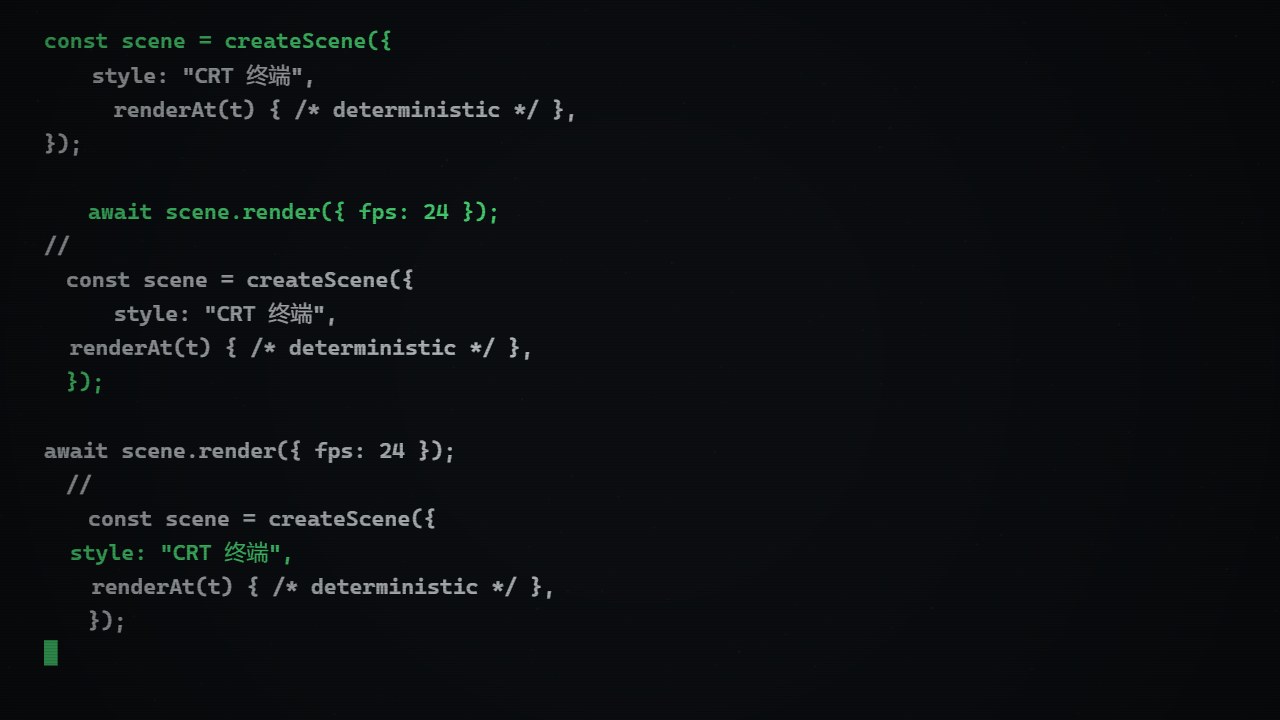 const scene = createScene({
style: "CRT 终端",
renderAt(t) { /* deterministic */ },
});
await scene.render({ fps: 24 });
//
const scene = createScene({
style: "CRT 终端",
renderAt(t) { /* deterministic */ },
});
await scene.render({ fps: 24 });
//
const scene = createScene({
style: "CRT 终端",
renderAt(t) { /* deterministic */ },
});